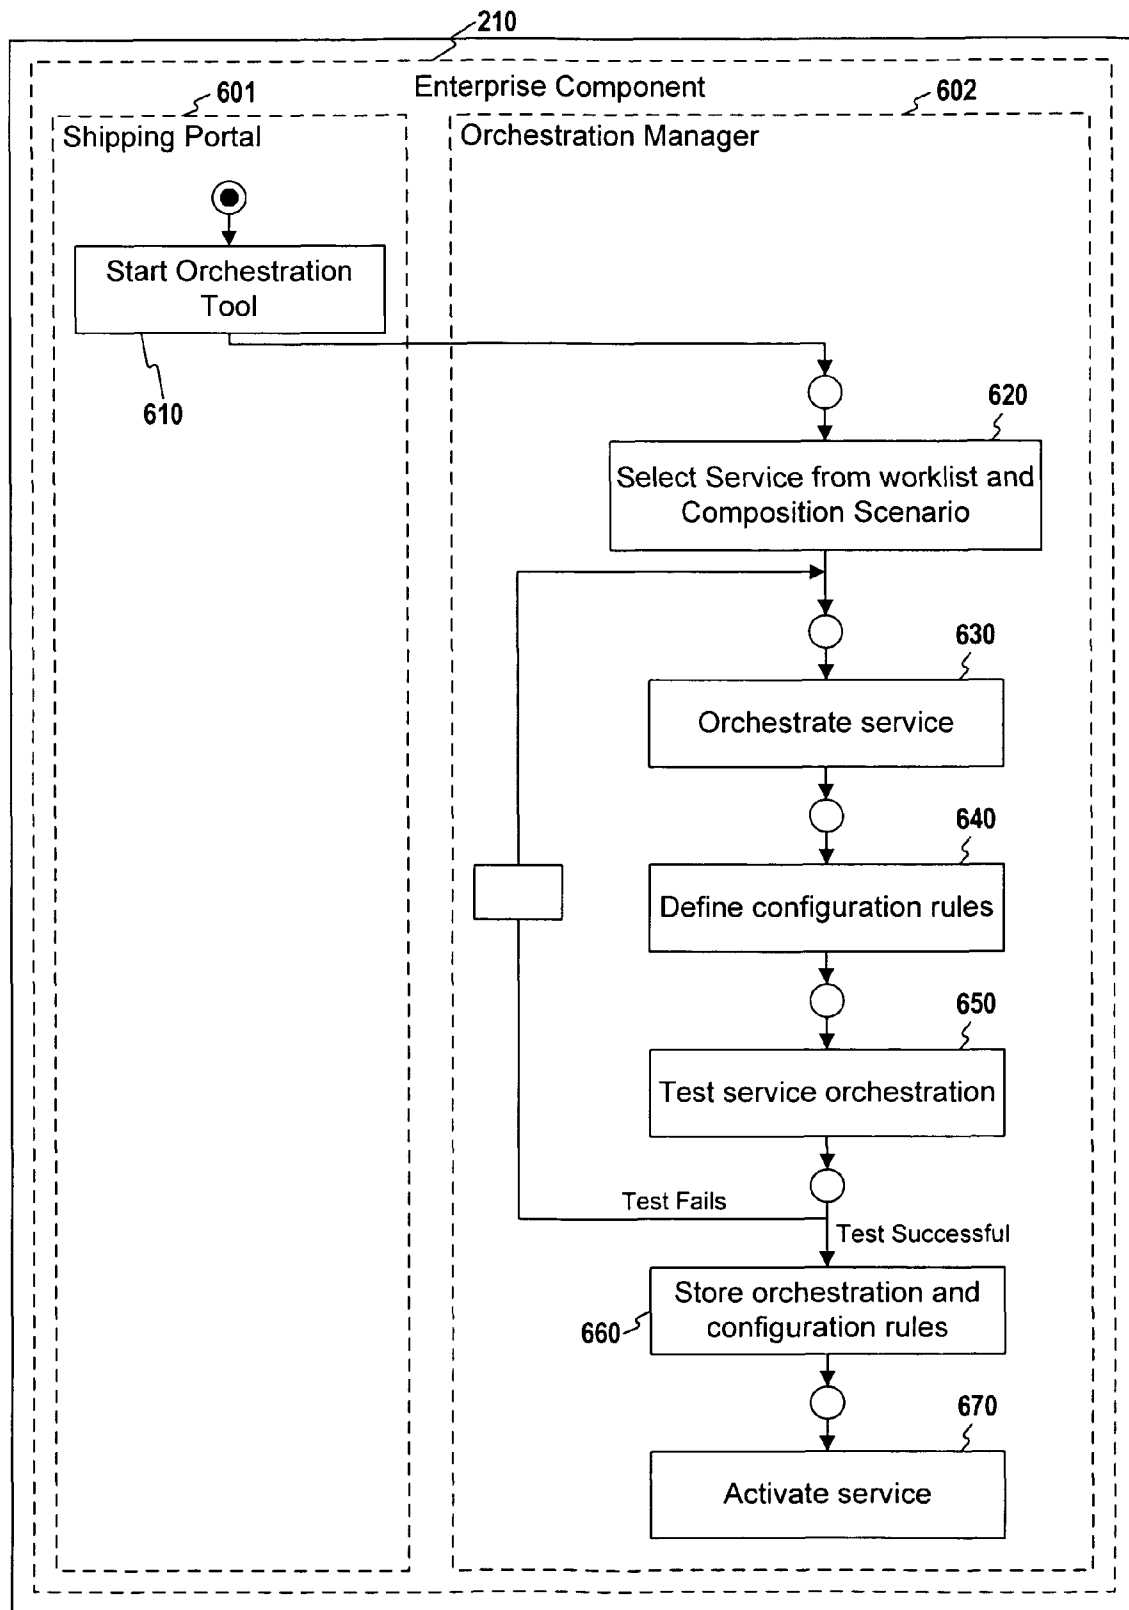 210
Enterprise Component
601
602
Shipping Portal
Orchestration Manager
Start Orchestration
Tool
610
620
Select Service from worklist and
Composition Scenario
630
Orchestrate service
640
Define configuration rules
650
Test service orchestration
Test Fails
Test Successful
Store orchestration and
configuration rules
660
670
Activate service